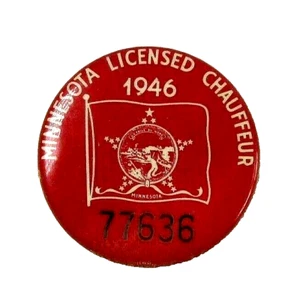 MINNESOTA LICENSED CHAUFFEUR
1946
MINNESOTA
77636